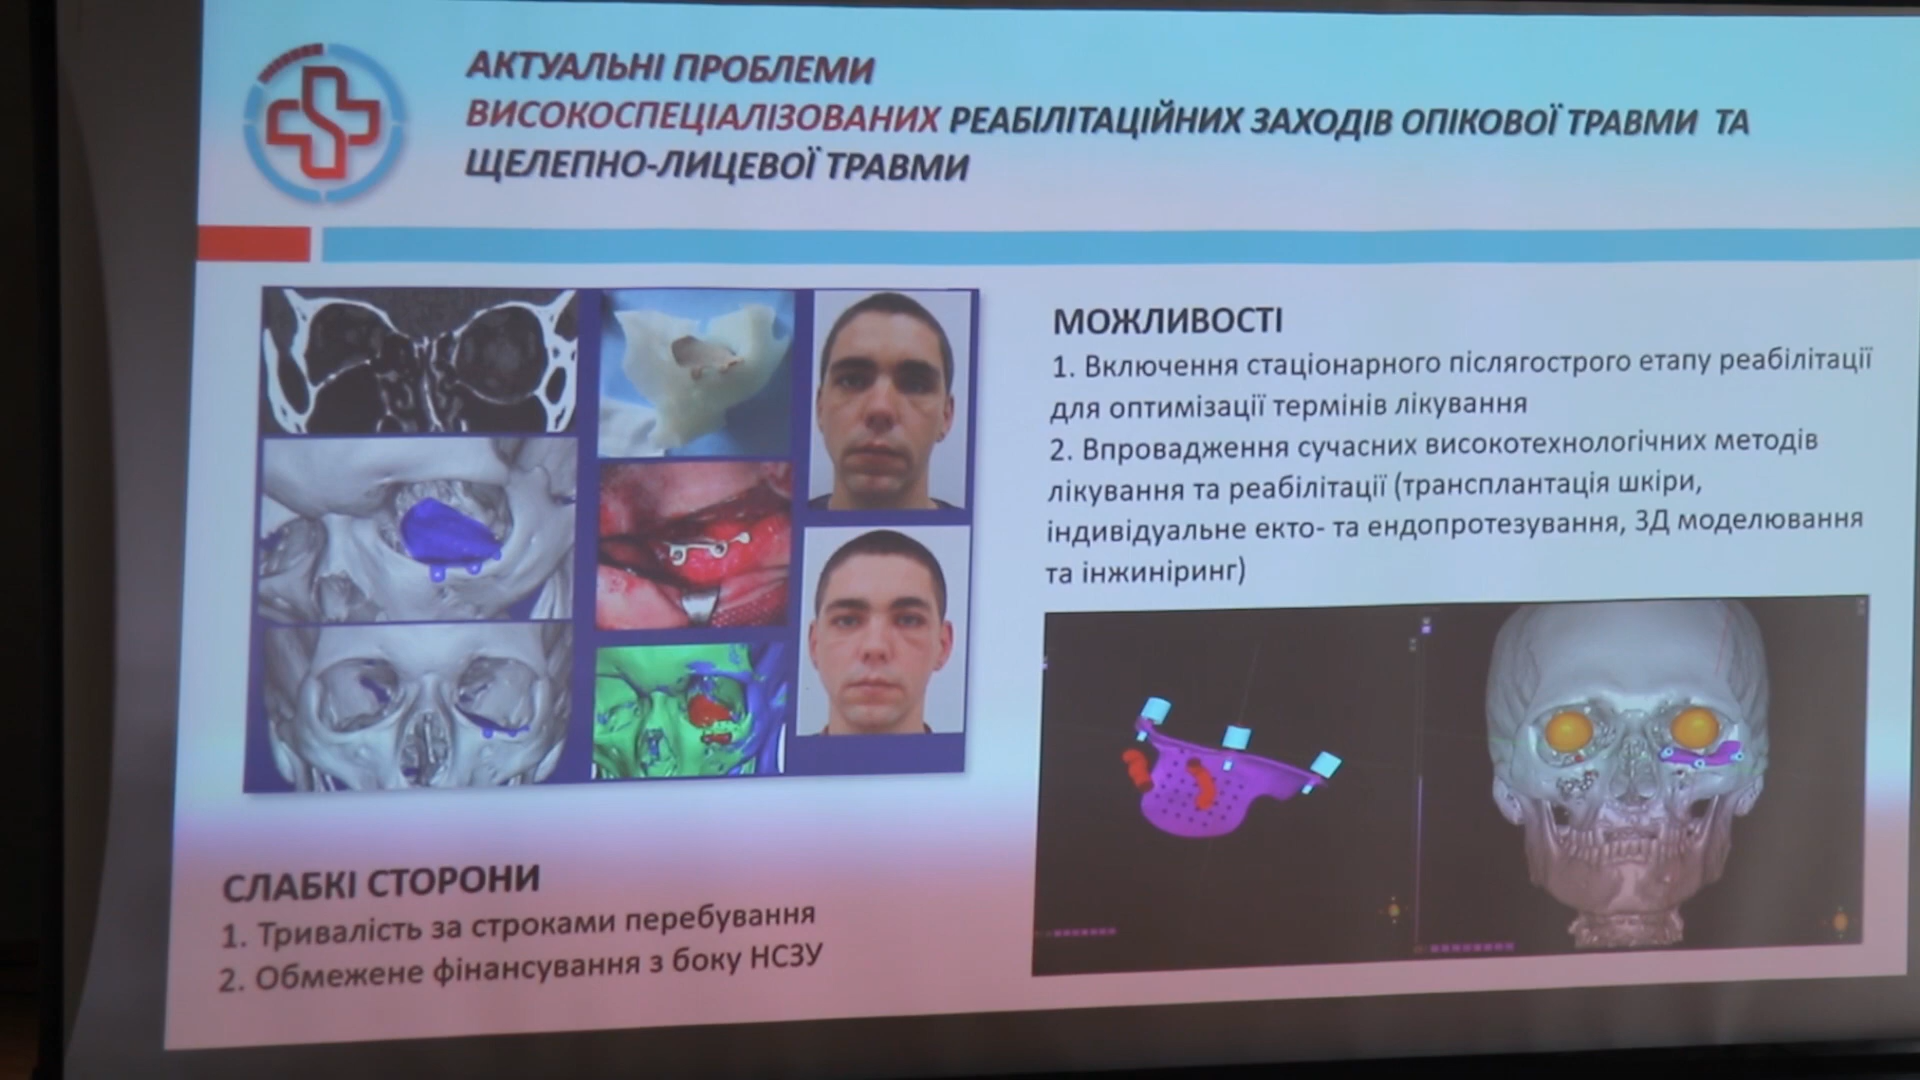 АКТУАЛЬНІ ПРОБЛЕМИ
ВИСОКОСПЕЦІАЛІЗОВАНИХ РЕАБІЛІТАЦІЙНИХ ЗАХОДІВ ОПІКОВОЇ ТРАВМИ ТА
ЩЕЛЕПНО-ЛИЦЕВОЇ ТРАВМИ
МОЖЛИВОСТІ
1. Включення стаціонарного післягострого етапу реабілітації
для оптимізації термінів лікування
2. Впровадження сучасних високотехнологічних методів
лікування та реабілітації (трансплантація шкіри,
індивідуальне екто- та ендопротезування, 3Д моделювання
та інжиніринг)
СЛАБКІ СТОРОНИ
1. Тривалість за строками перебування
2. Обмежене фінансування з боку НСЗУ